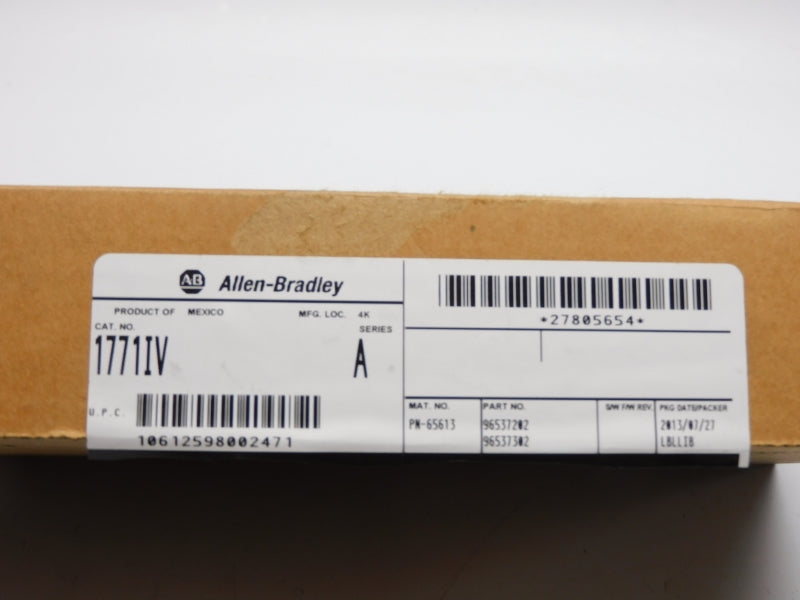 AB Allen-Bradley
PRODUCT OF MEXICO MFG. LOC. 4K
CAT. NO. SERIES
1771IV A
U.P.C.
10612598002471
*27805654*
MAT. NO. PART NO. S/W F/W REV. PKG DATE/PACKER
PN-65613 96537202 2013/07/27
96537302 LBLLIB